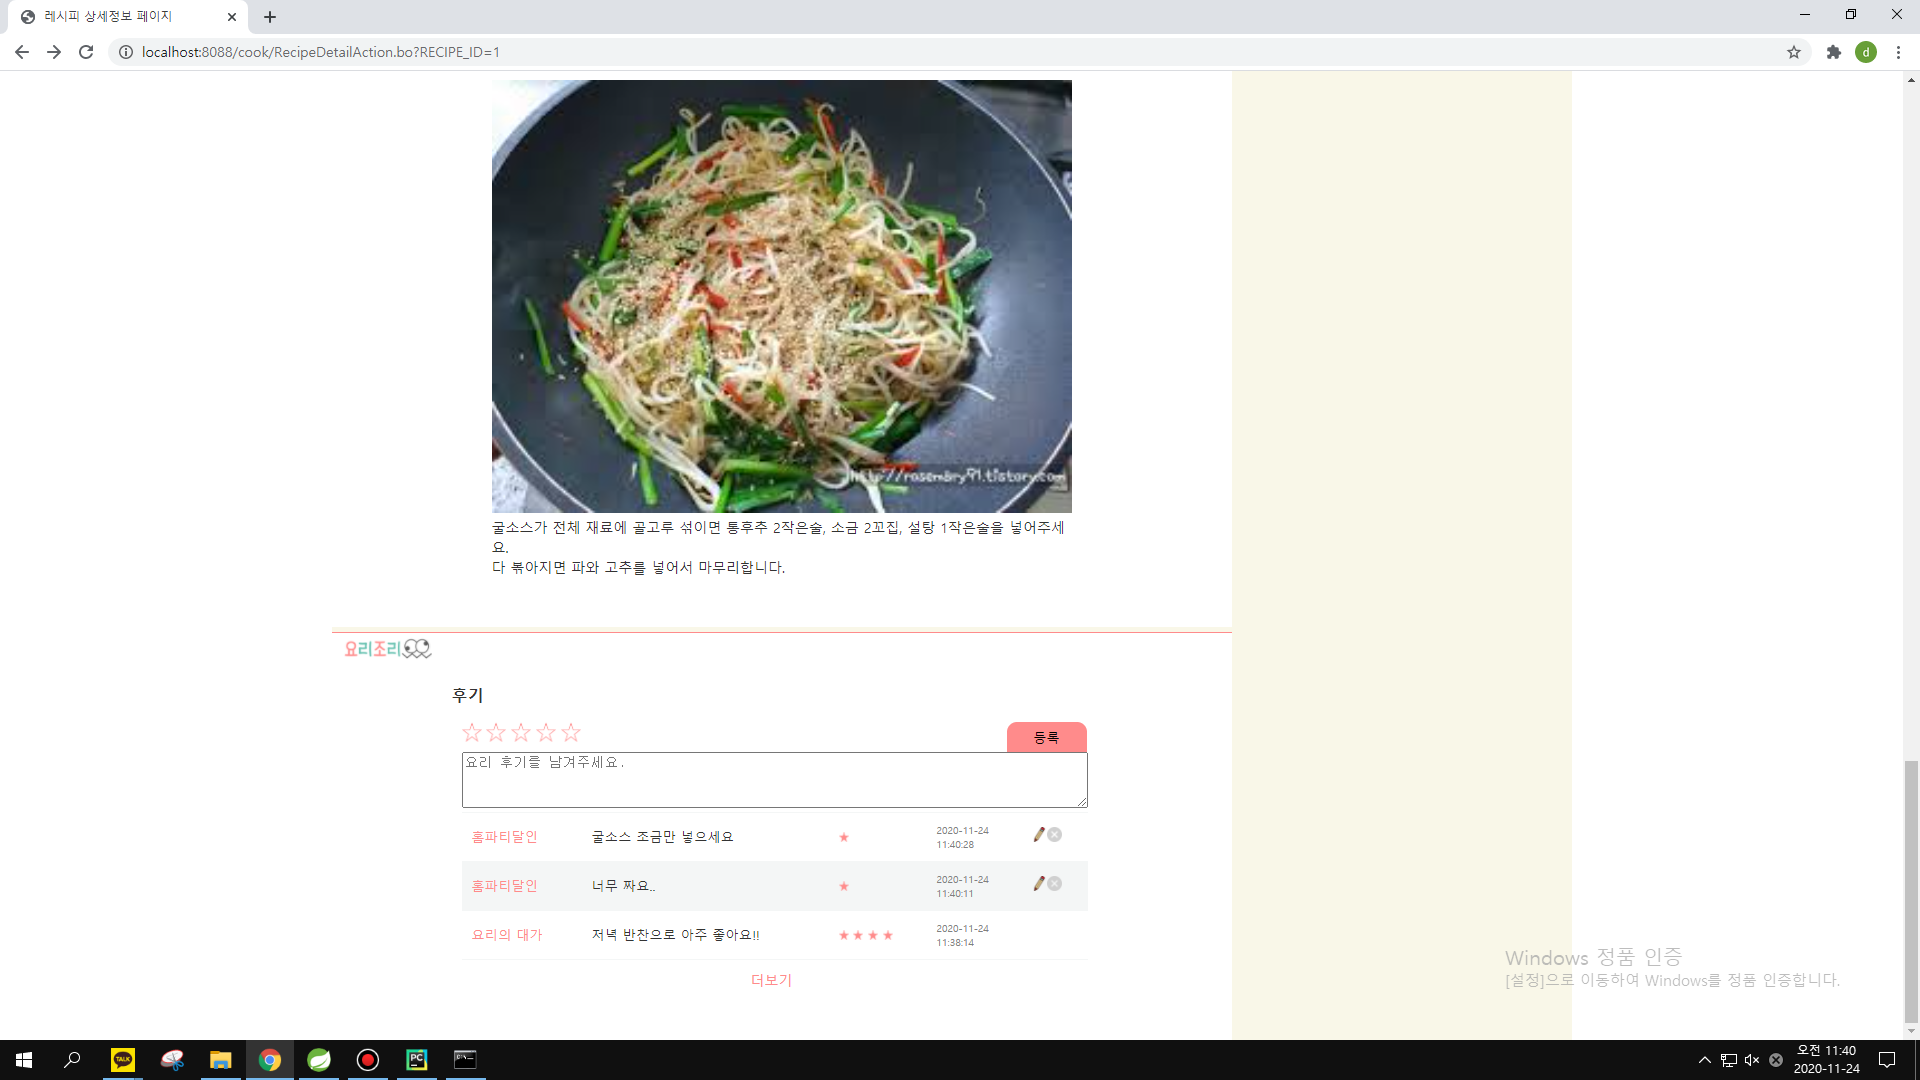 레시피 상세정보 페이지
localhost:8088/cook/RecipeDetailAction.bo?RECIPE_ID=1
d
http://rosemary91.tistory.com
굴소스가 전체 재료에 골고루 섞이면 통후추 2작은술, 소금 2꼬집, 설탕 1작은술을 넣어주세
요.
다 볶아지면 파와 고추를 넣어서 마무리합니다.
요리조리
후기
☆☆☆☆☆
등록
요리 후기를 남겨주세요.
홈파티달인 굴소스 조금만 넣으세요 ★ 2020-11-24
11:40:28
홈파티달인 너무 짜요.. ★ 2020-11-24
11:40:11
요리의 대가 저녁 반찬으로 아주 좋아요!! ★★★★ 2020-11-24
11:38:14
더보기
Windows 정품 인증
[설정]으로 이동하여 Windows를 정품 인증합니다.
TALK
PC
오전 11:40
2020-11-24